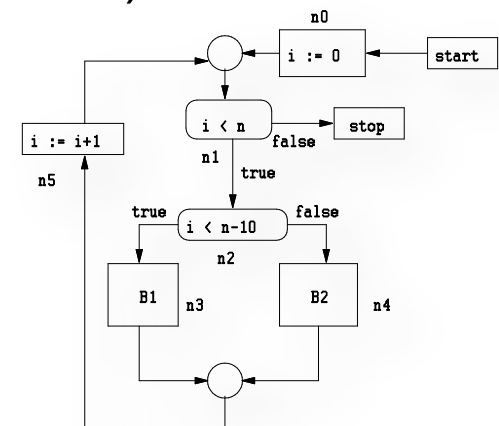 n0
i := 0
start
i < n
false
stop
n1
true
i := i+1
n5
true
i < n-10
false
n2
B1
n3
B2
n4